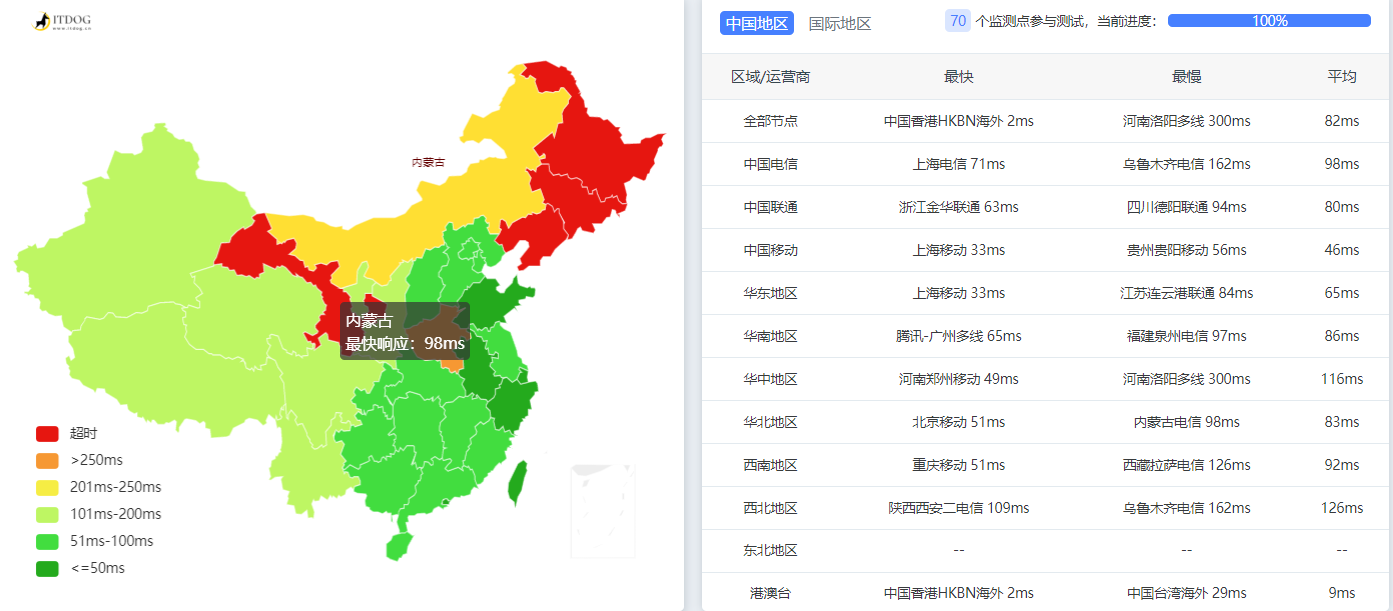 ITDOG
www.itdog.cn
内蒙古
内蒙古
最快响应：98ms
超时
>250ms
201ms-250ms
101ms-200ms
51ms-100ms
<=50ms
中国地区 国际地区 70 个监测点参与测试，当前进度： 100%
区域/运营商 最快 最慢 平均
全部节点 中国香港HKBN海外 2ms 河南洛阳多线 300ms 82ms
中国电信 上海电信 71ms 乌鲁木齐电信 162ms 98ms
中国联通 浙江金华联通 63ms 四川德阳联通 94ms 80ms
中国移动 上海移动 33ms 贵州贵阳移动 56ms 46ms
华东地区 上海移动 33ms 江苏连云港联通 84ms 65ms
华南地区 腾讯-广州多线 65ms 福建泉州电信 97ms 86ms
华中地区 河南郑州移动 49ms 河南洛阳多线 300ms 116ms
华北地区 北京移动 51ms 内蒙古电信 98ms 83ms
西南地区 重庆移动 51ms 西藏拉萨电信 126ms 92ms
西北地区 陕西西安二电信 109ms 乌鲁木齐电信 162ms 126ms
东北地区 -- -- --
港澳台 中国香港HKBN海外 2ms 中国台湾海外 29ms 9ms